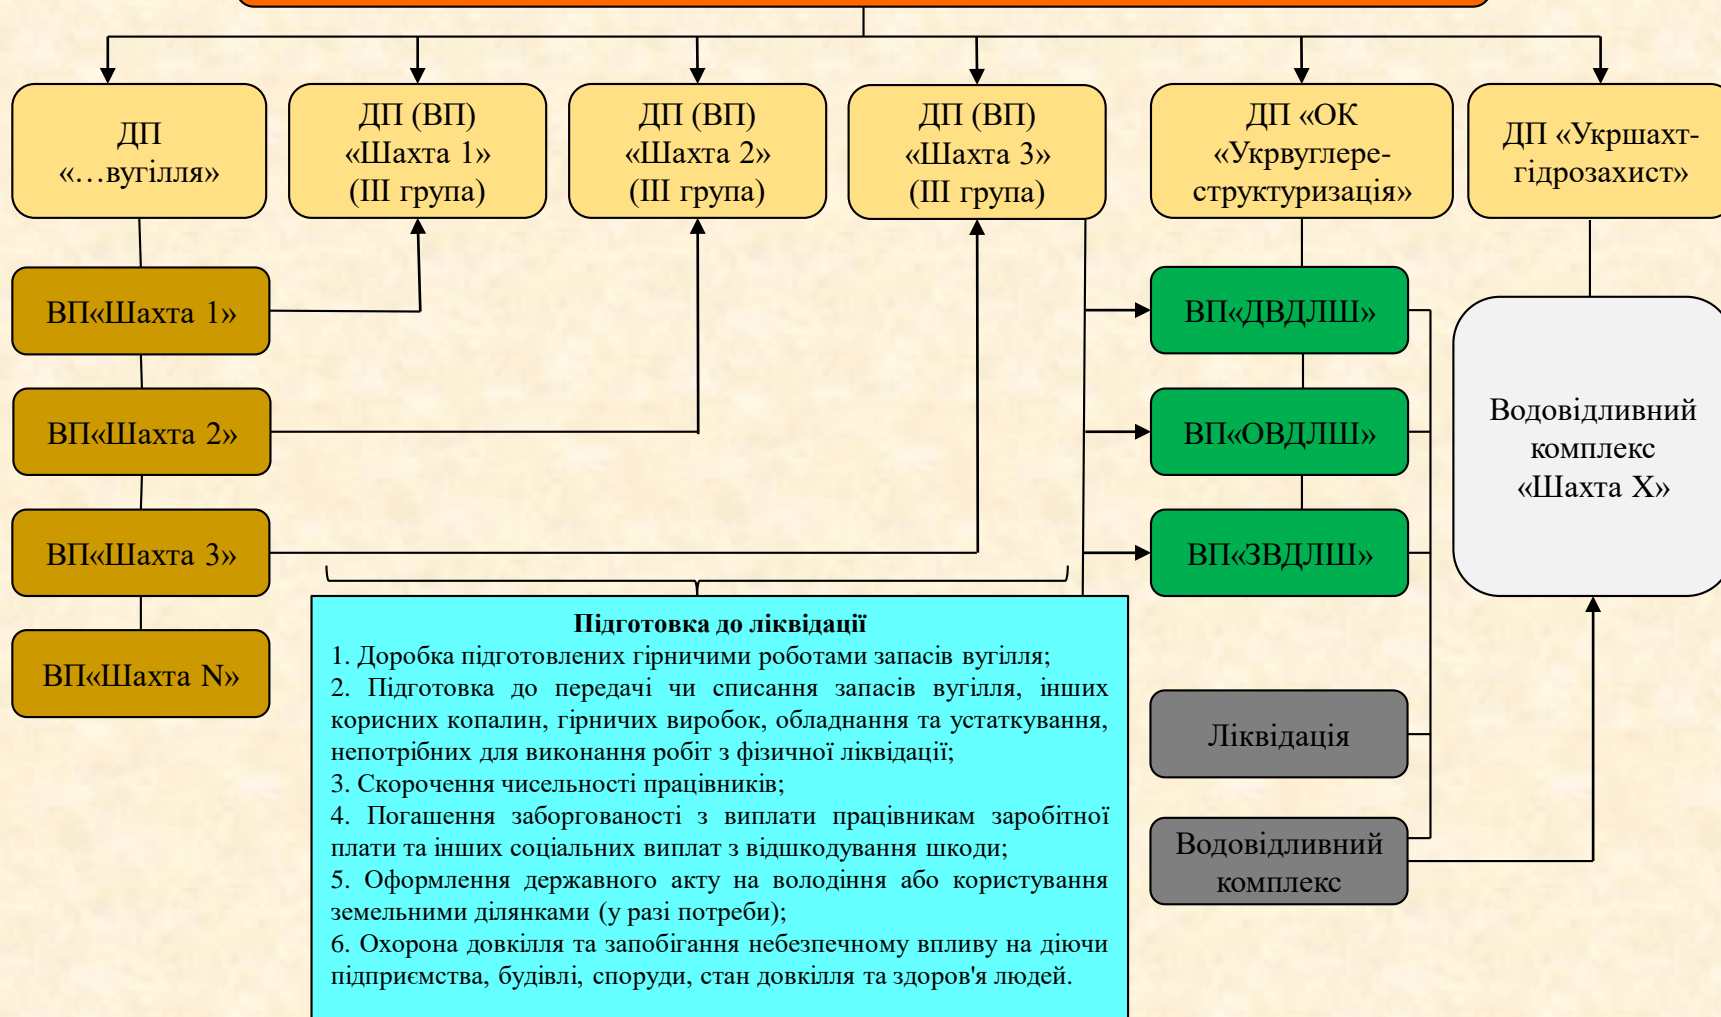 ДП
«…вугілля»
ДП (ВП)
«Шахта 1»
(ІІІ група)
ДП (ВП)
«Шахта 2»
(ІІІ група)
ДП (ВП)
«Шахта 3»
(ІІІ група)
ДП «ОК
«Укрвуглере-
структуризація»
ДП «Укршахт-
гідрозахист»
ВП«Шахта 1»
ВП«Шахта 2»
ВП«Шахта 3»
ВП«Шахта N»
ВП«ДВДЛШ»
ВП«ОВДЛШ»
ВП«ЗВДЛШ»
Водовідливний
комплекс
«Шахта Х»
Підготовка до ліквідації
1. Доробка підготовлених гірничими роботами запасів вугілля;
2. Підготовка до передачі чи списання запасів вугілля, інших
корисних копалин, гірничих виробок, обладнання та устаткування,
непотрібних для виконання робіт з фізичної ліквідації;
3. Скорочення чисельності працівників;
4. Погашення заборгованості з виплати працівникам заробітної
плати та інших соціальних виплат з відшкодування шкоди;
5. Оформлення державного акту на володіння або користування
земельними ділянками (у разі потреби);
6. Охорона довкілля та запобігання небезпечному впливу на діючи
підприємства, будівлі, споруди, стан довкілля та здоров'я людей.
Ліквідація
Водовідливний
комплекс